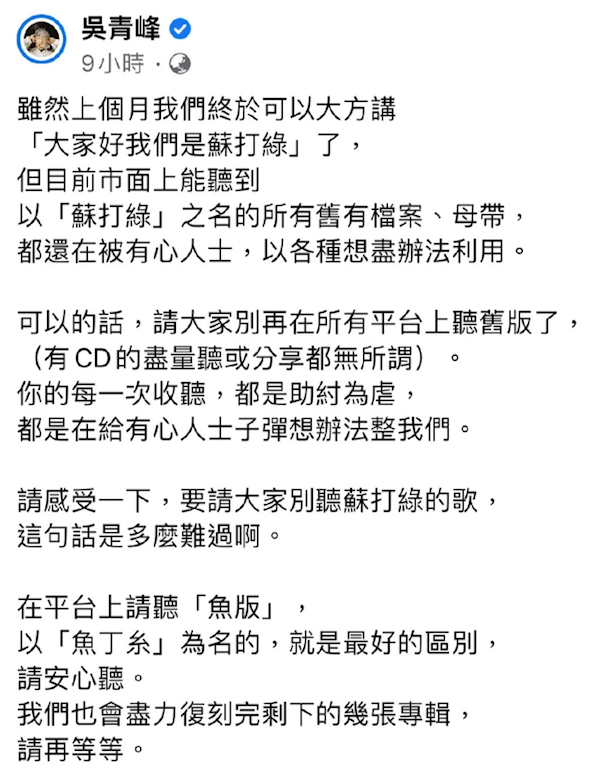 吳青峰
9小時 ·
雖然上個月我們終於可以大方講
「大家好我們是蘇打綠」了，
但目前市面上能聽到
以「蘇打綠」之名的所有舊有檔案、母帶，
都還在被有心人士，以各種想盡辦法利用。
可以的話，請大家別再在所有平台上聽舊版了，
（有CD的盡量聽或分享都無所謂）。
你的每一次收聽，都是助紂為虐，
都是在給有心人士子彈想辦法整我們。
請感受一下，要請大家別聽蘇打綠的歌，
這句話是多麼難過啊。
在平台上請聽「魚版」，
以「魚丁糸」為名的，就是最好的區別，
請安心聽。
我們也會盡力復刻完剩下的幾張專輯，
請再等等。